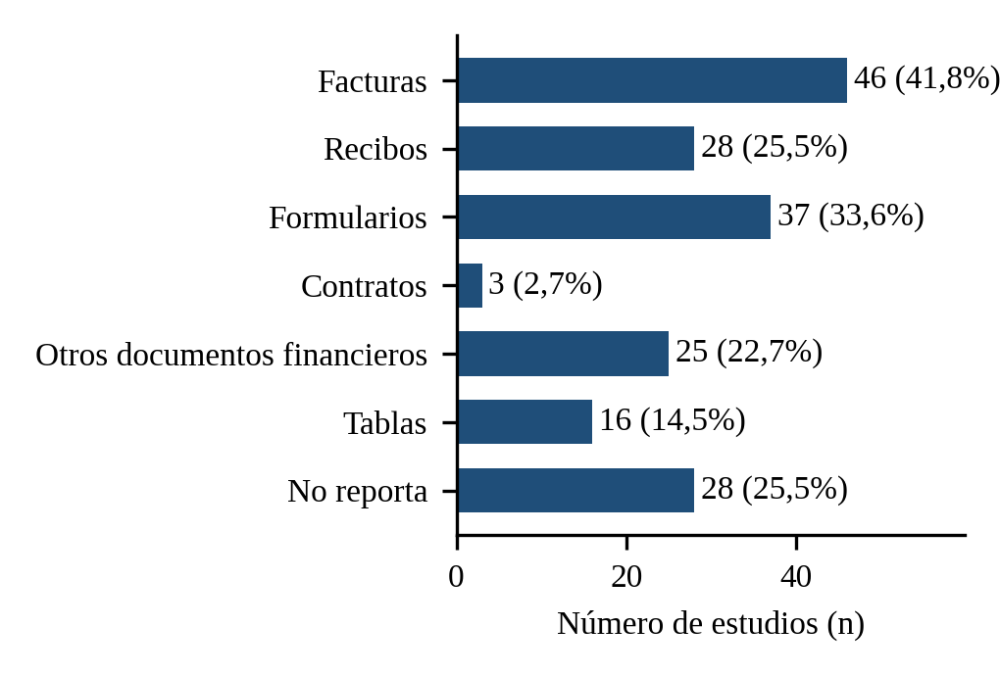 Facturas 46 (41,8%)
Recibos 28 (25,5%)
Formularios 37 (33,6%)
Contratos 3 (2,7%)
Otros documentos financieros 25 (22,7%)
Tablas 16 (14,5%)
No reporta 28 (25,5%)
0 20 40
Número de estudios (n)